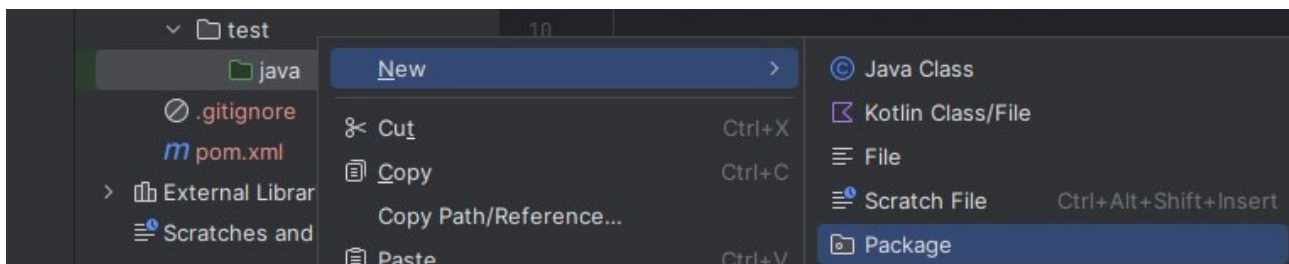 test
10
java
New
Java Class
.gitignore
Kotlin Class/File
Cut Ctrl+X
m pom.xml
File
Copy Ctrl+C
External Librar
Scratch File Ctrl+Alt+Shift+Insert
Copy Path/Reference...
Scratches and
Package
Paste Ctrl+V